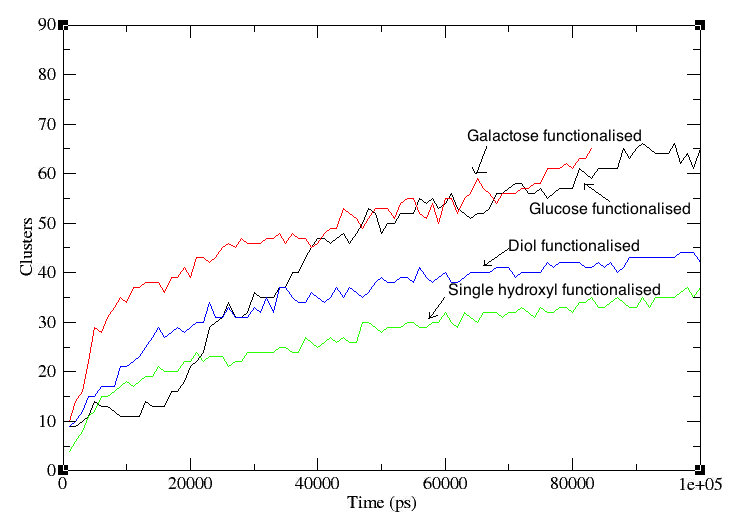 90
80
70
60
50
40
30
20
10
0
Clusters
Galactose functionalised
Glucose functionalised
Diol functionalised
Single hydroxyl functionalised
0 20000 40000 60000 80000 1e+05
Time (ps)